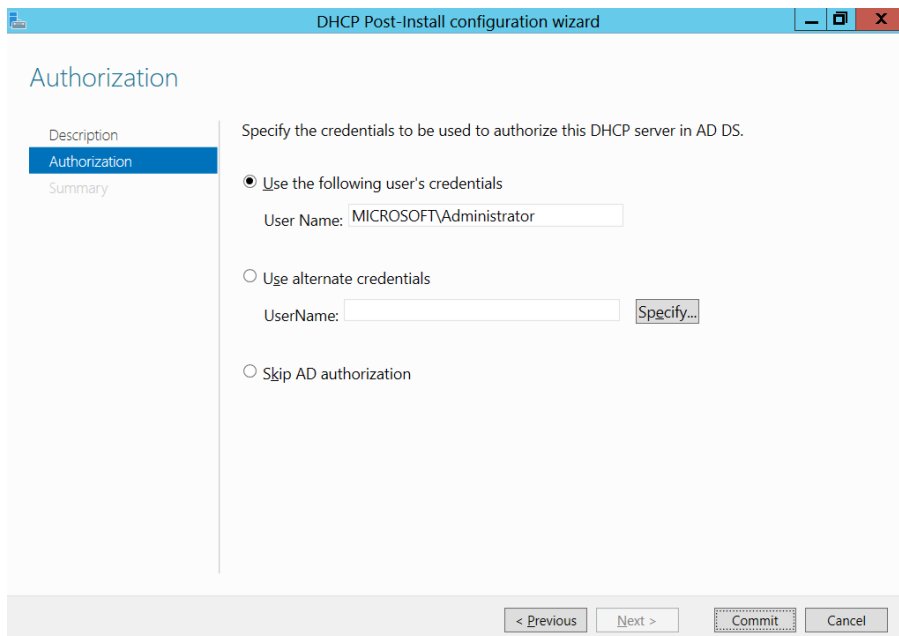 DHCP Post-Install configuration wizard
Authorization
Description
Authorization
Summary
Specify the credentials to be used to authorize this DHCP server in AD DS.
Use the following user's credentials
User Name: MICROSOFT\Administrator
Use alternate credentials
UserName:
Specify...
Skip AD authorization
< Previous
Next >
Commit
Cancel